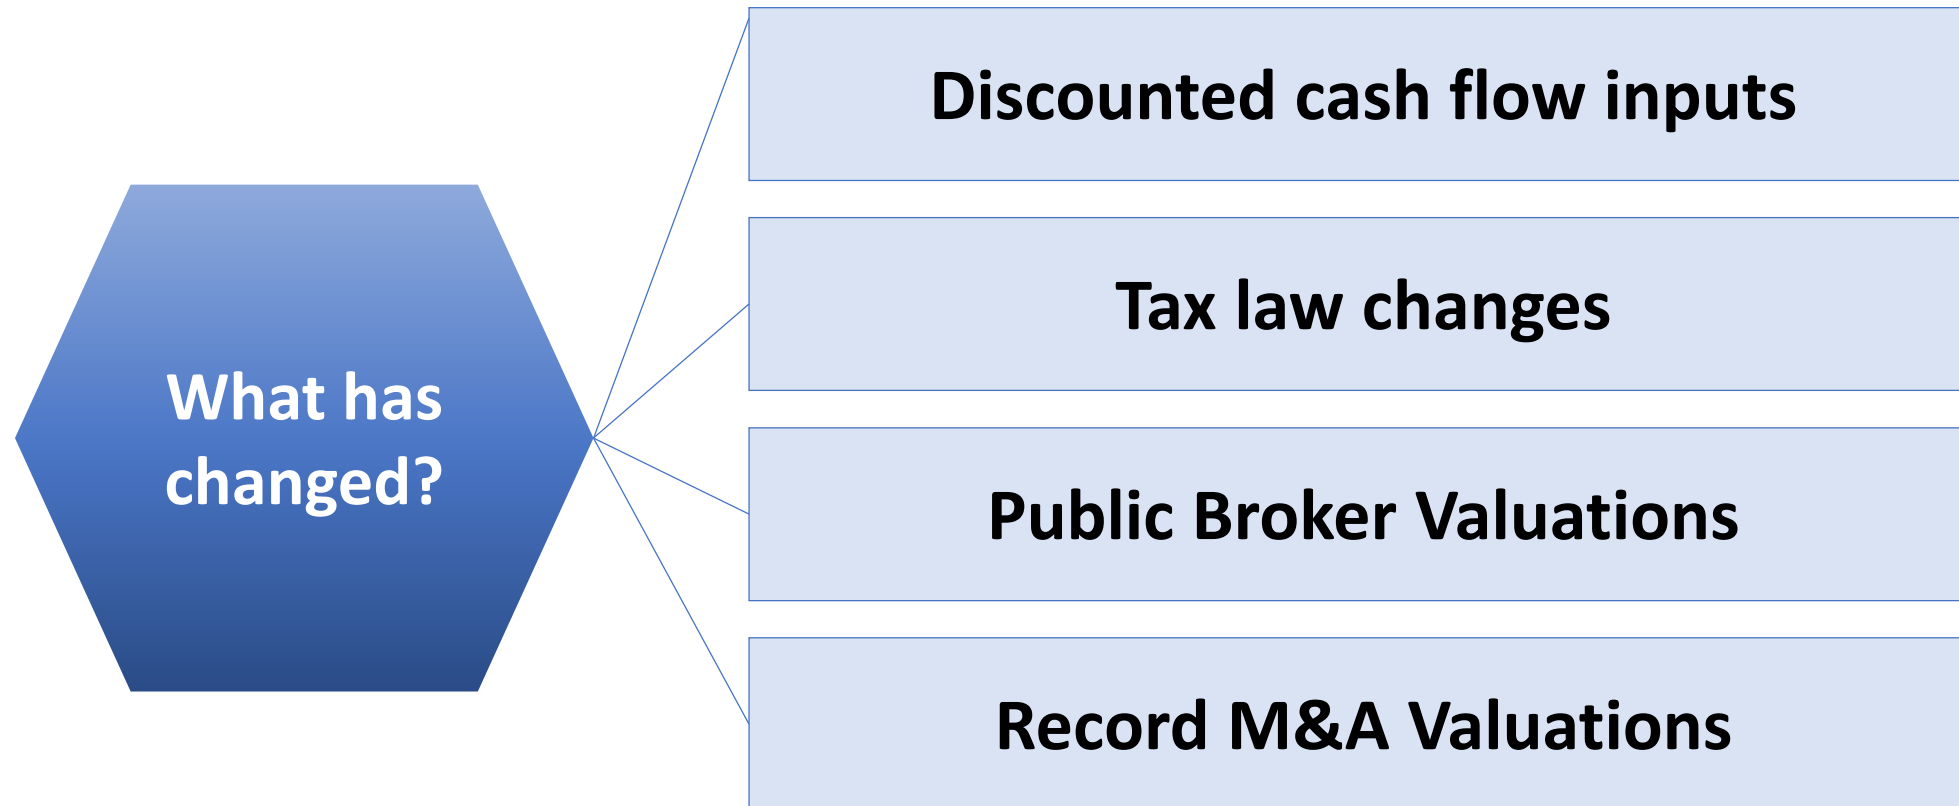 What has
changed?
Discounted cash flow inputs
Tax law changes
Public Broker Valuations
Record M&A Valuations